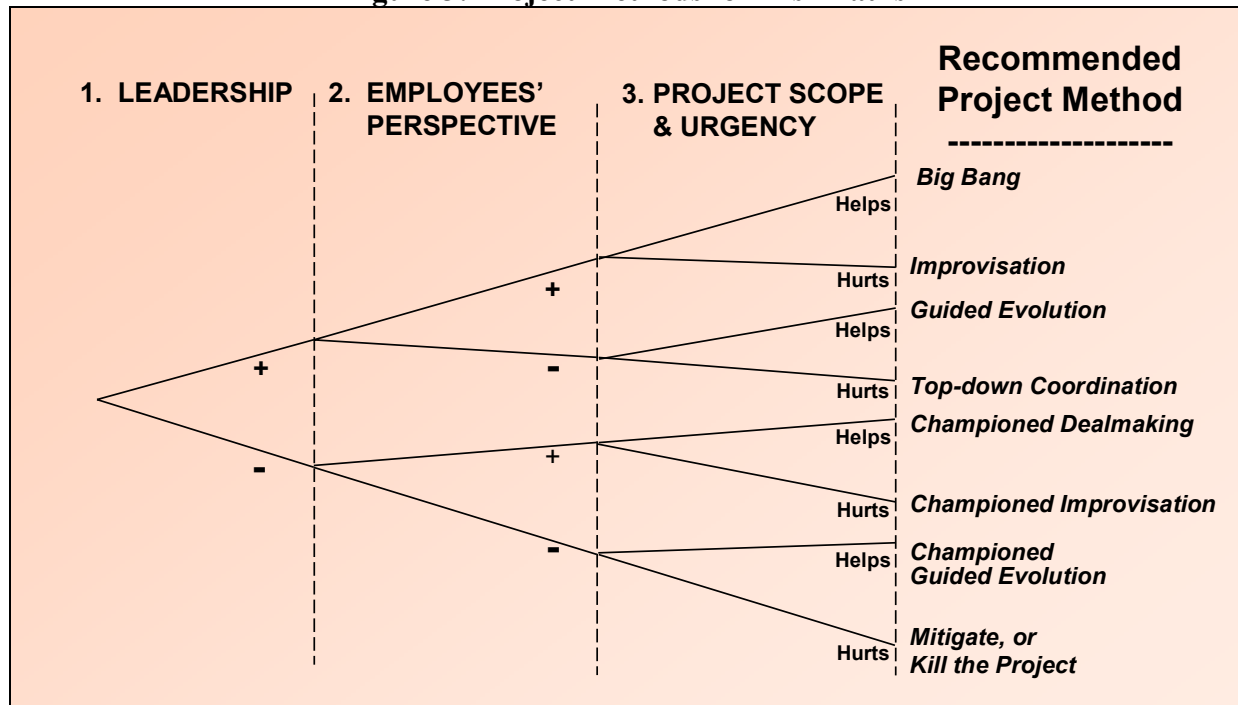 1. LEADERSHIP
2. EMPLOYEES'
PERSPECTIVE
3. PROJECT SCOPE
& URGENCY
Recommended
Project Method
--------------------
Big Bang
Helps
Improvisation
Hurts
+
Guided Evolution
Helps
+
-
Top-down Coordination
Hurts
Championed Dealmaking
Helps
+
-
Championed Improvisation
Hurts
-
Championed
Guided Evolution
Helps
Mitigate, or
Kill the Project
Hurts